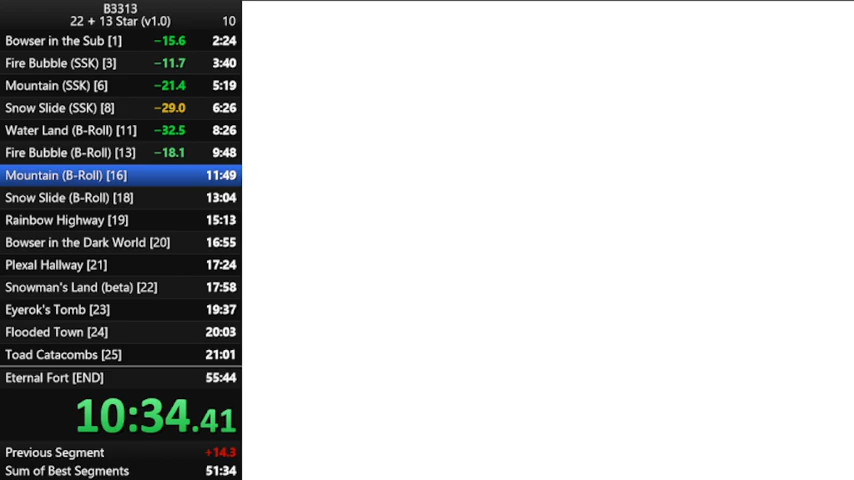 B3313
22 + 13 Star (v1.0) 10
Bowser in the Sub [1] −15.6 2:24
Fire Bubble (SSK) [3] −11.7 3:40
Mountain (SSK) [6] −21.4 5:19
Snow Slide (SSK) [8] −29.0 6:26
Water Land (B-Roll) [11] −32.5 8:26
Fire Bubble (B-Roll) [13] −18.1 9:48
Mountain (B-Roll) [16] 11:49
Snow Slide (B-Roll) [18] 13:04
Rainbow Highway [19] 15:13
Bowser in the Dark World [20] 16:55
Plexal Hallway [21] 17:24
Snowman's Land (beta) [22] 17:58
Eyerok's Tomb [23] 19:37
Flooded Town [24] 20:03
Toad Catacombs [25] 21:01
Eternal Fort [END] 55:44
10:34.41
Previous Segment +14.3
Sum of Best Segments 51:34